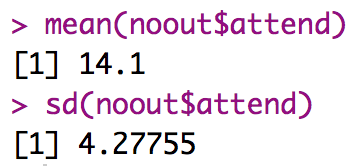 > mean(noout$attend)
[1] 14.1
> sd(noout$attend)
[1] 4.27755